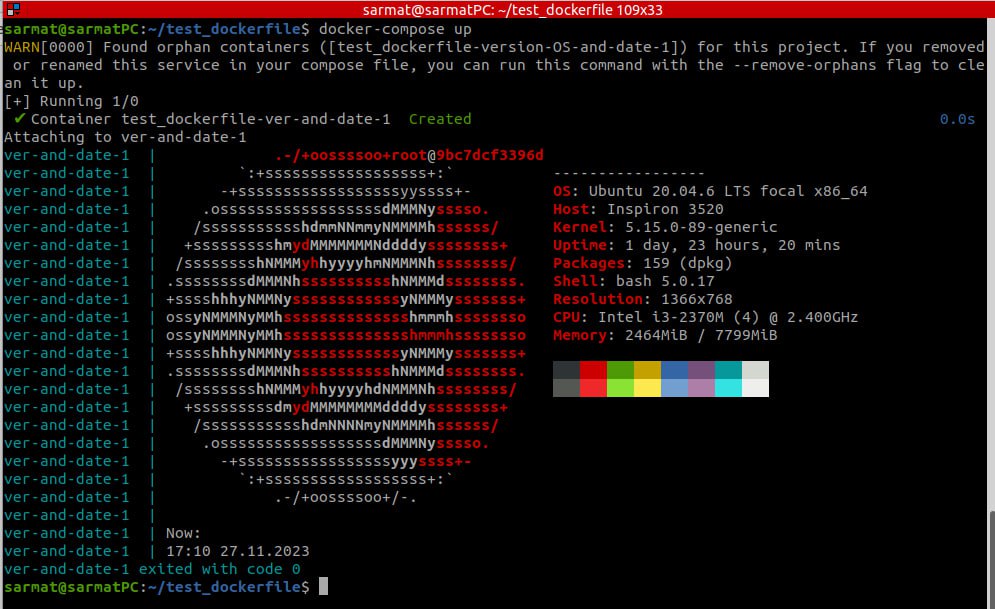 sarmat@sarmatPC: ~/test_dockerfile 109x33
sarmat@sarmatPC:~/test_dockerfile$ docker-compose up
WARN[0000] Found orphan containers ([test_dockerfile-version-OS-and-date-1]) for this project. If you removed
 or renamed this service in your compose file, you can run this command with the --remove-orphans flag to cle
an it up.
[+] Running 1/0
 ✔ Container test_dockerfile-ver-and-date-1  Created                                                    0.0s
Attaching to ver-and-date-1
ver-and-date-1  |             .-/+oossssoo+root@9bc7dcf3396d
ver-and-date-1  |         `:+ssssssssssssssssss+:`           -----------------
ver-and-date-1  |       -+ssssssssssssssssssyyssss+-         OS: Ubuntu 20.04.6 LTS focal x86_64
ver-and-date-1  |     .ossssssssssssssssssdMMMNysssso.       Host: Inspiron 3520
ver-and-date-1  |    /ssssssssssshdmmNNmmyNMMMMhssssss/      Kernel: 5.15.0-89-generic
ver-and-date-1  |   +ssssssssshmydMMMMMMMNddddyssssssss+     Uptime: 1 day, 23 hours, 20 mins
ver-and-date-1  |  /sssssssshNMMMyhhyyyyhmNMMMNhssssssss/    Packages: 159 (dpkg)
ver-and-date-1  | .ssssssssdMMMNhsssssssssshNMMMdssssssss.   Shell: bash 5.0.17
ver-and-date-1  | +sssshhhyNMMNyssssssssssssyNMMMysssssss+   Resolution: 1366x768
ver-and-date-1  | ossyNMMMNyMMhsssssssssssssshmmmhssssssso   CPU: Intel i3-2370M (4) @ 2.400GHz
ver-and-date-1  | ossyNMMMNyMMhsssssssssssssshmmmhssssssso   Memory: 2464MiB / 7799MiB
ver-and-date-1  | +sssshhhyNMMNyssssssssssssyNMMMysssssss+
ver-and-date-1  | .ssssssssdMMMNhsssssssssshNMMMdssssssss.
ver-and-date-1  |  /sssssssshNMMMyhhyyyyhdNMMMNhssssssss/
ver-and-date-1  |   +sssssssssdmydMMMMMMMMddddyssssssss+
ver-and-date-1  |    /ssssssssssshdmNNNNmyNMMMMhssssss/
ver-and-date-1  |     .ossssssssssssssssssdMMMNysssso.
ver-and-date-1  |       -+sssssssssssssssssyyyssss+-
ver-and-date-1  |         `:+ssssssssssssssssss+:`
ver-and-date-1  |             .-/+oossssoo+/-.
ver-and-date-1  |
ver-and-date-1  | Now:
ver-and-date-1  | 17:10 27.11.2023
ver-and-date-1 exited with code 0
sarmat@sarmatPC:~/test_dockerfile$